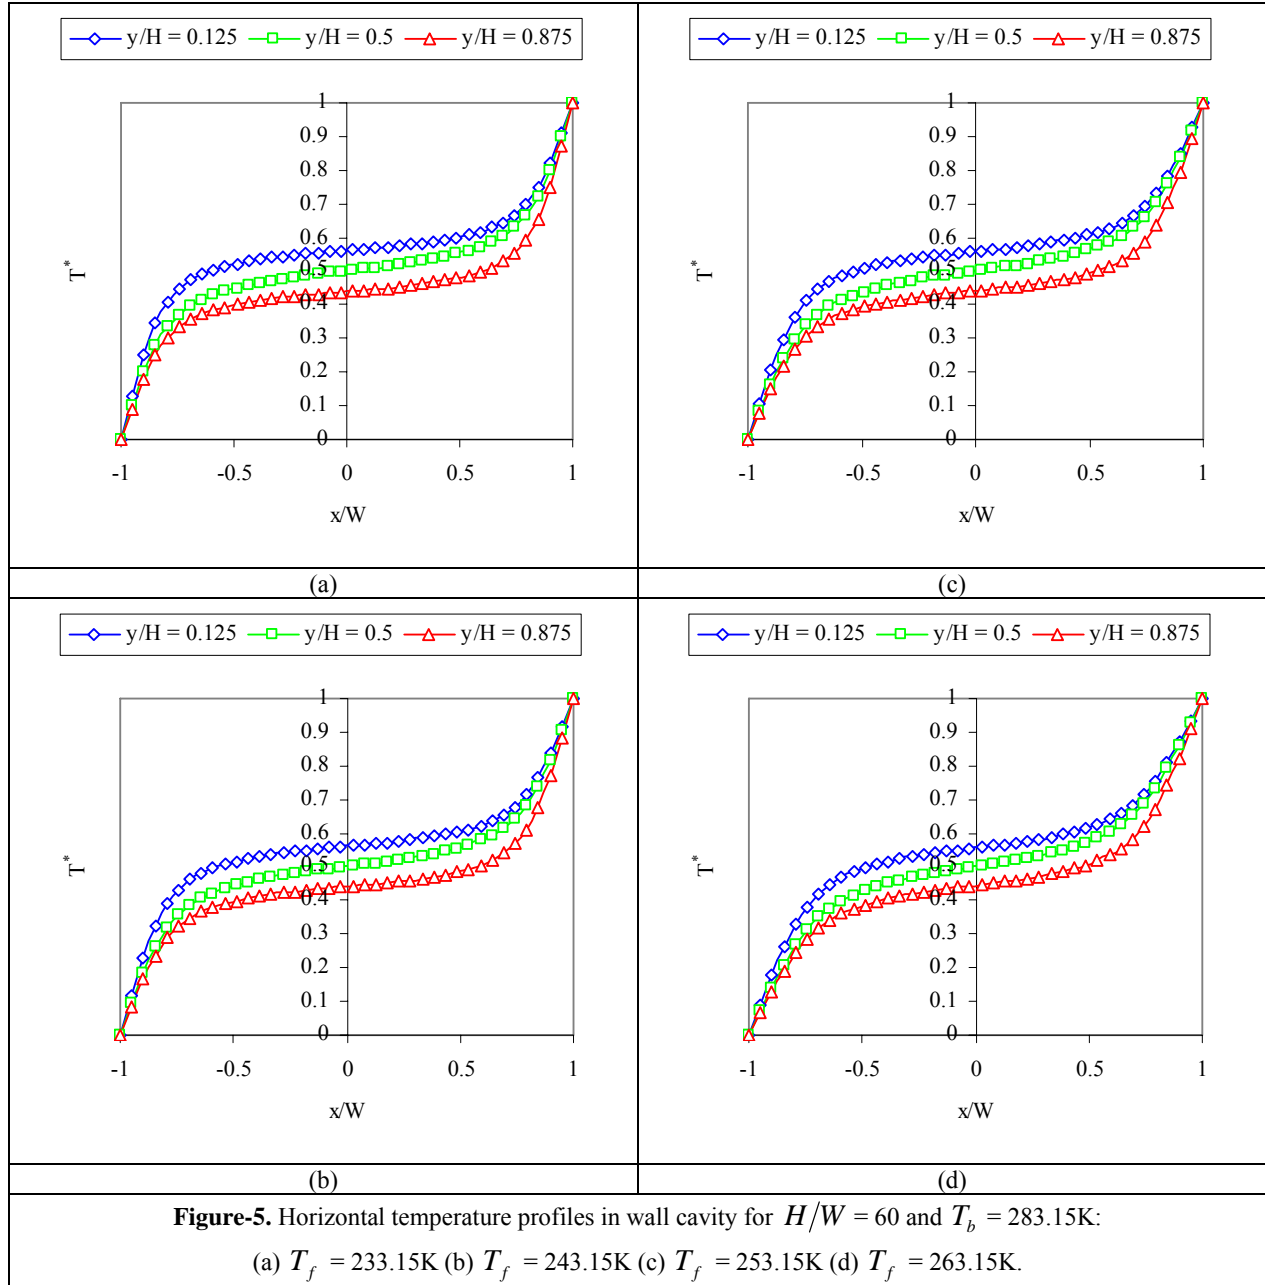 y/H = 0.125 y/H = 0.5 y/H = 0.875
1
0.9
0.8
0.7
0.6
0.5
0.4
0.3
0.2
0.1
0
-1 -0.5 0 0.5 1
T*
x/W
(a)
y/H = 0.125 y/H = 0.5 y/H = 0.875
1
0.9
0.8
0.7
0.6
0.5
0.4
0.3
0.2
0.1
0
-1 -0.5 0 0.5 1
T*
x/W
(c)
y/H = 0.125 y/H = 0.5 y/H = 0.875
1
0.9
0.8
0.7
0.6
0.5
0.4
0.3
0.2
0.1
0
-1 -0.5 0 0.5 1
T*
x/W
(b)
y/H = 0.125 y/H = 0.5 y/H = 0.875
1
0.9
0.8
0.7
0.6
0.5
0.4
0.3
0.2
0.1
0
-1 -0.5 0 0.5 1
T*
x/W
(d)
Figure-5. Horizontal temperature profiles in wall cavity for H/W = 60 and T_b = 283.15K:
(a) T_f = 233.15K (b) T_f = 243.15K (c) T_f = 253.15K (d) T_f = 263.15K.